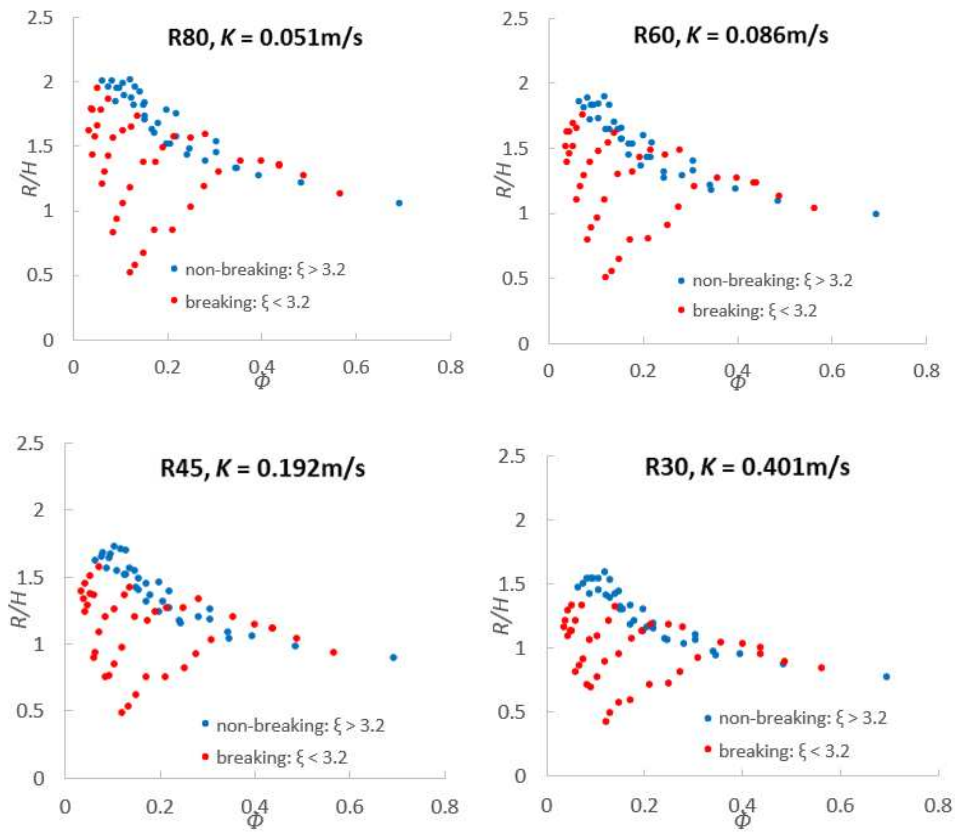 R80, K = 0.051m/s
2.5
2
1.5
1
0.5
0
R/H
non-breaking: ξ > 3.2
breaking: ξ < 3.2
0 0.2 0.4 0.6 0.8
Φ
R60, K = 0.086m/s
2.5
2
1.5
1
0.5
0
R/H
non-breaking: ξ > 3.2
breaking: ξ < 3.2
0 0.2 0.4 0.6 0.8
Φ
R45, K = 0.192m/s
2.5
2
1.5
1
0.5
0
R/H
non-breaking: ξ > 3.2
breaking: ξ < 3.2
0 0.2 0.4 0.6 0.8
Φ
R30, K = 0.401m/s
2.5
2
1.5
1
0.5
0
R/H
non-breaking: ξ > 3.2
breaking: ξ < 3.2
0 0.2 0.4 0.6 0.8
Φ